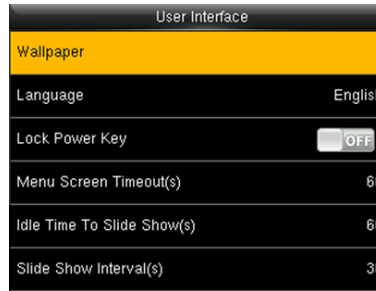 User Interface
Wallpaper
Language Englis
Lock Power Key OFF
Menu Screen Timeout(s) 6
Idle Time To Slide Show(s) 6
Slide Show Interval(s) 3